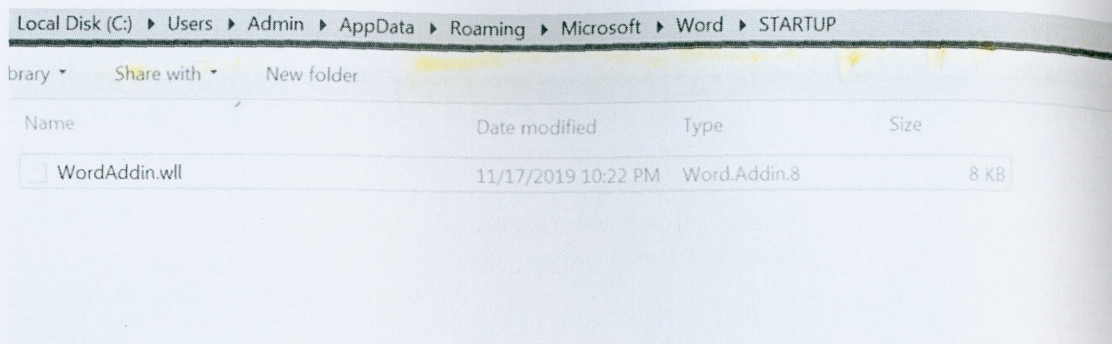 Local Disk (C:) ▸ Users ▸ Admin ▸ AppData ▸ Roaming ▸ Microsoft ▸ Word ▸ STARTUP
brary ▾ Share with ▾ New folder
Name Date modified Type Size
WordAddin.wll 11/17/2019 10:22 PM Word.Addin.8 8 KB